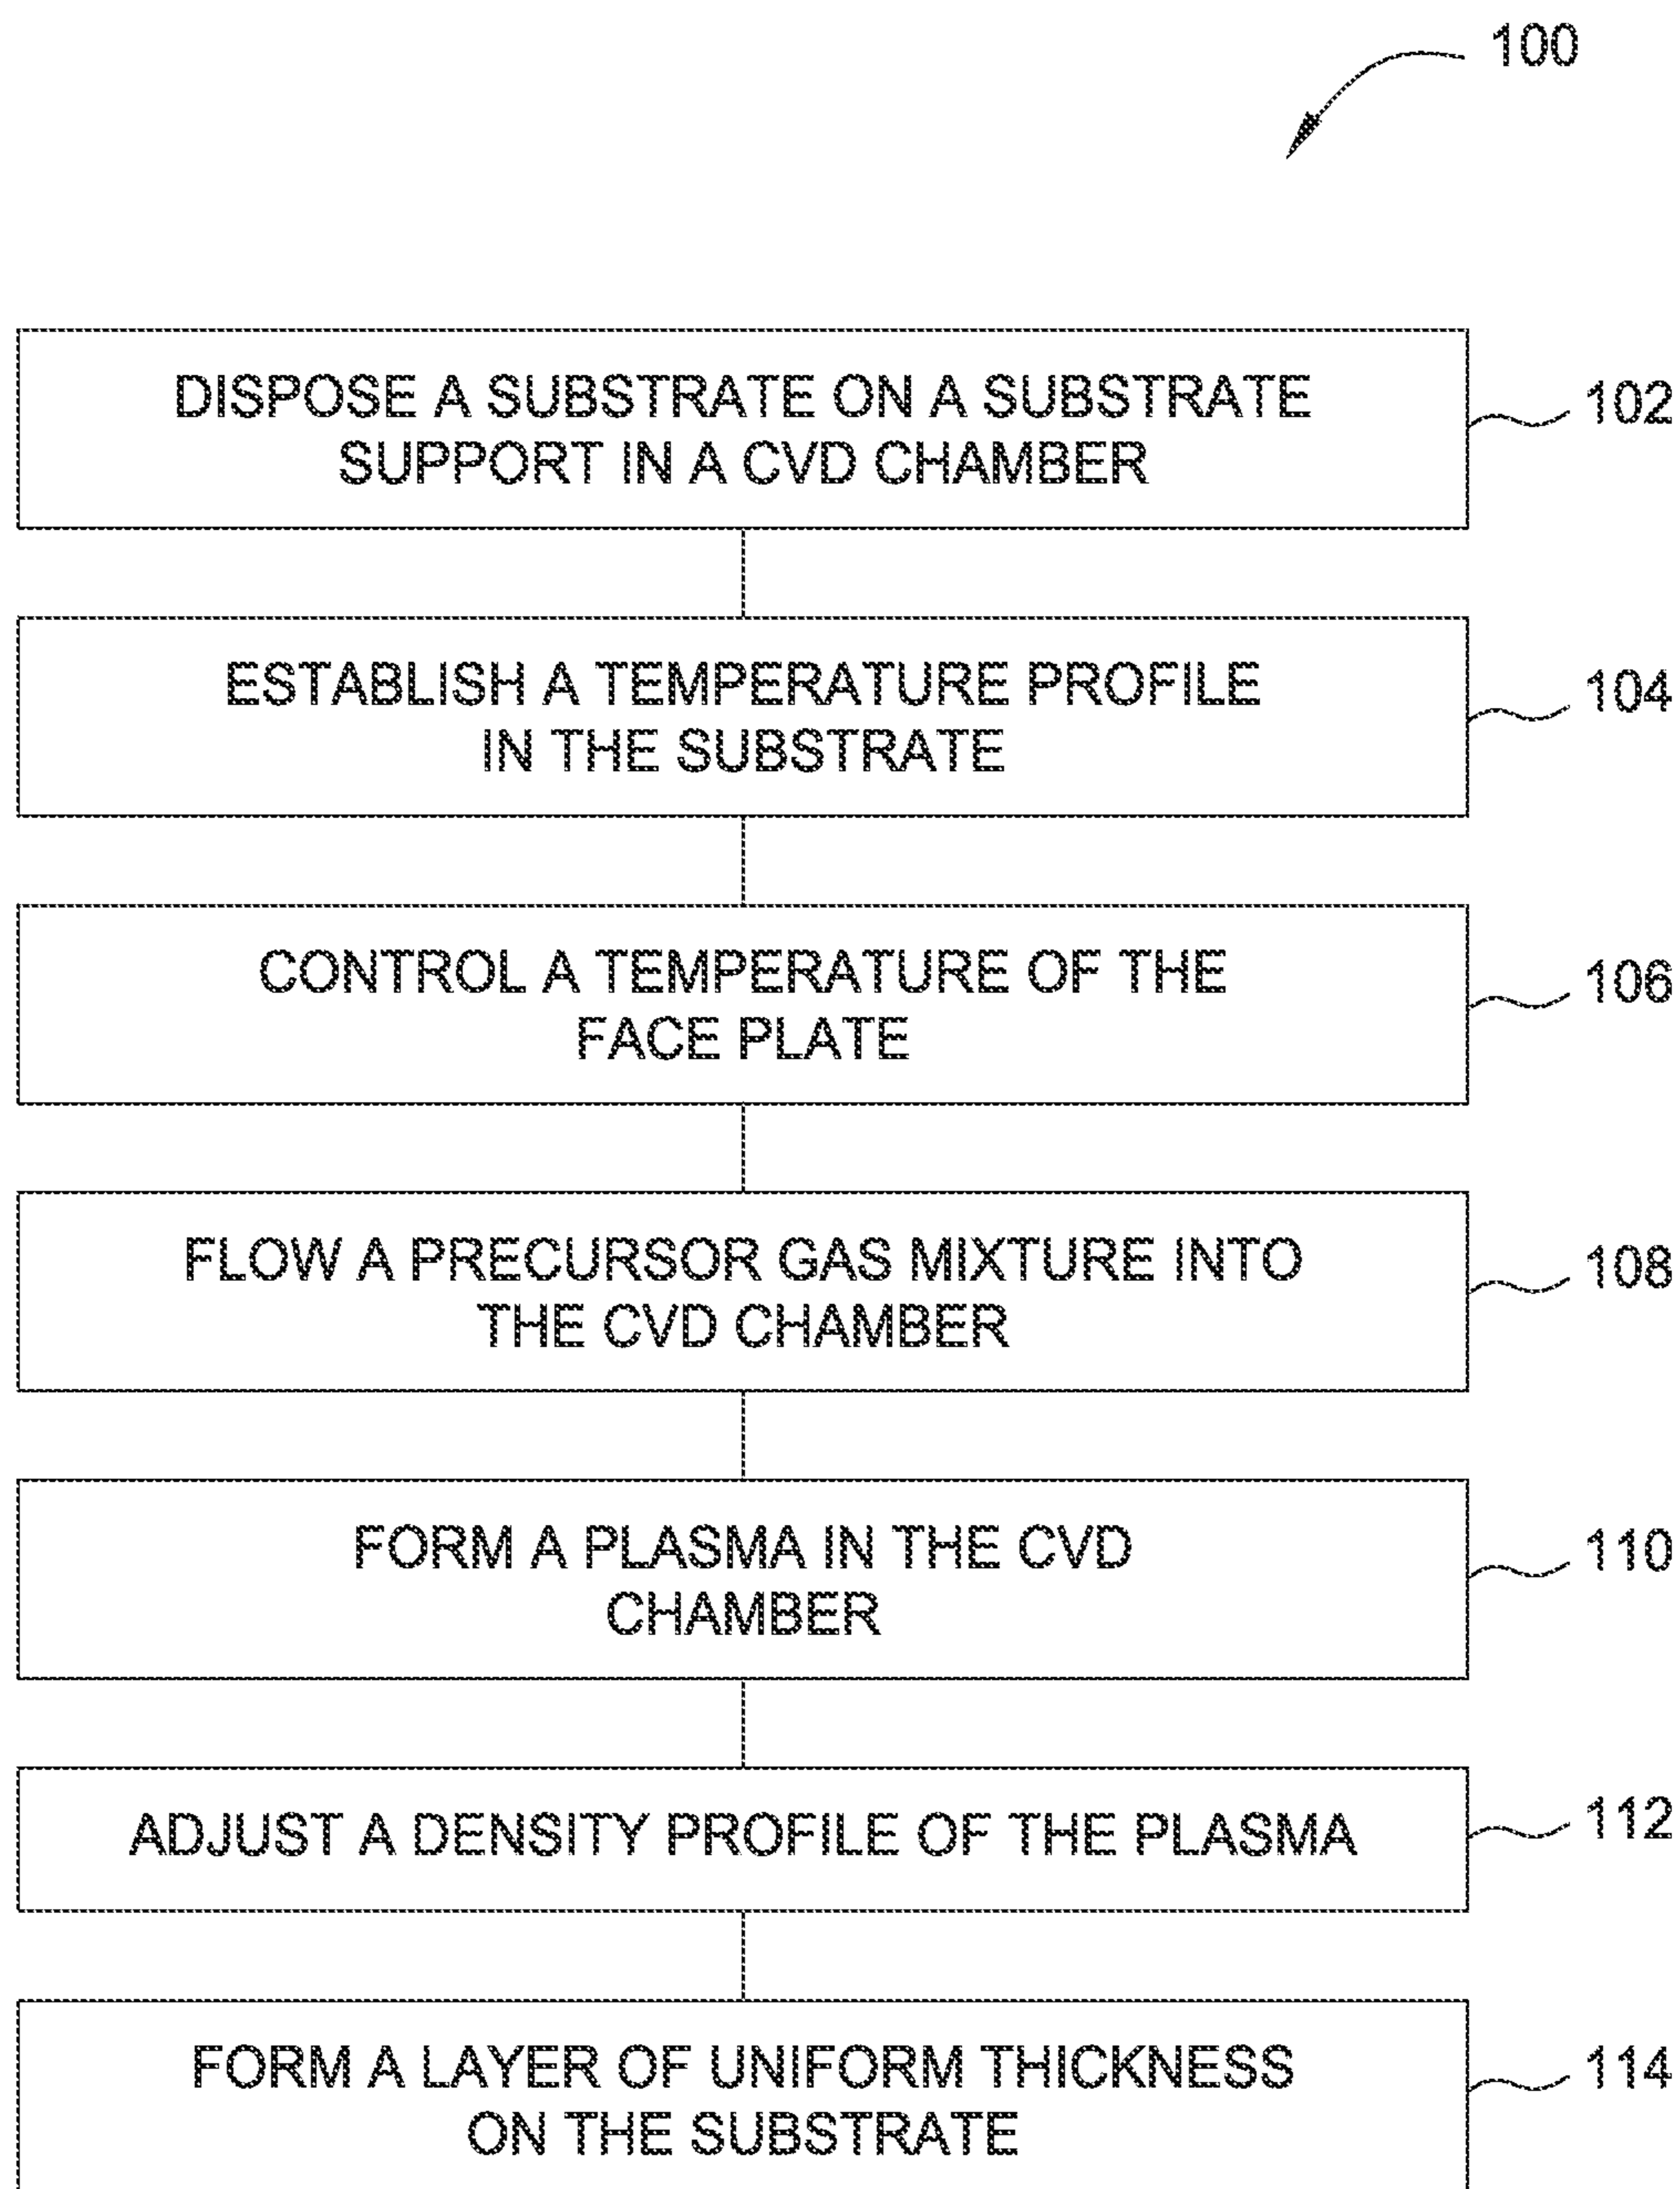 100
DISPOSE A SUBSTRATE ON A SUBSTRATE
SUPPORT IN A CVD CHAMBER
102
ESTABLISH A TEMPERATURE PROFILE
IN THE SUBSTRATE
104
CONTROL A TEMPERATURE OF THE
FACE PLATE
106
FLOW A PRECURSOR GAS MIXTURE INTO
THE CVD CHAMBER
108
FORM A PLASMA IN THE CVD
CHAMBER
110
ADJUST A DENSITY PROFILE OF THE PLASMA
112
FORM A LAYER OF UNIFORM THICKNESS
ON THE SUBSTRATE
114